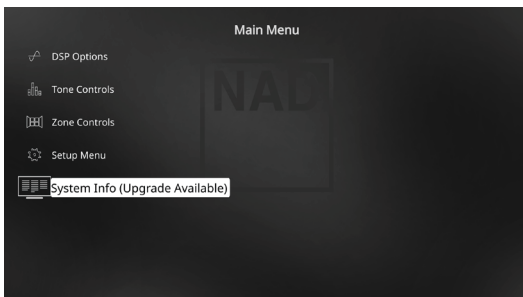 Main Menu
NAD
DSP Options
Tone Controls
Zone Controls
Setup Menu
System Info (Upgrade Available)